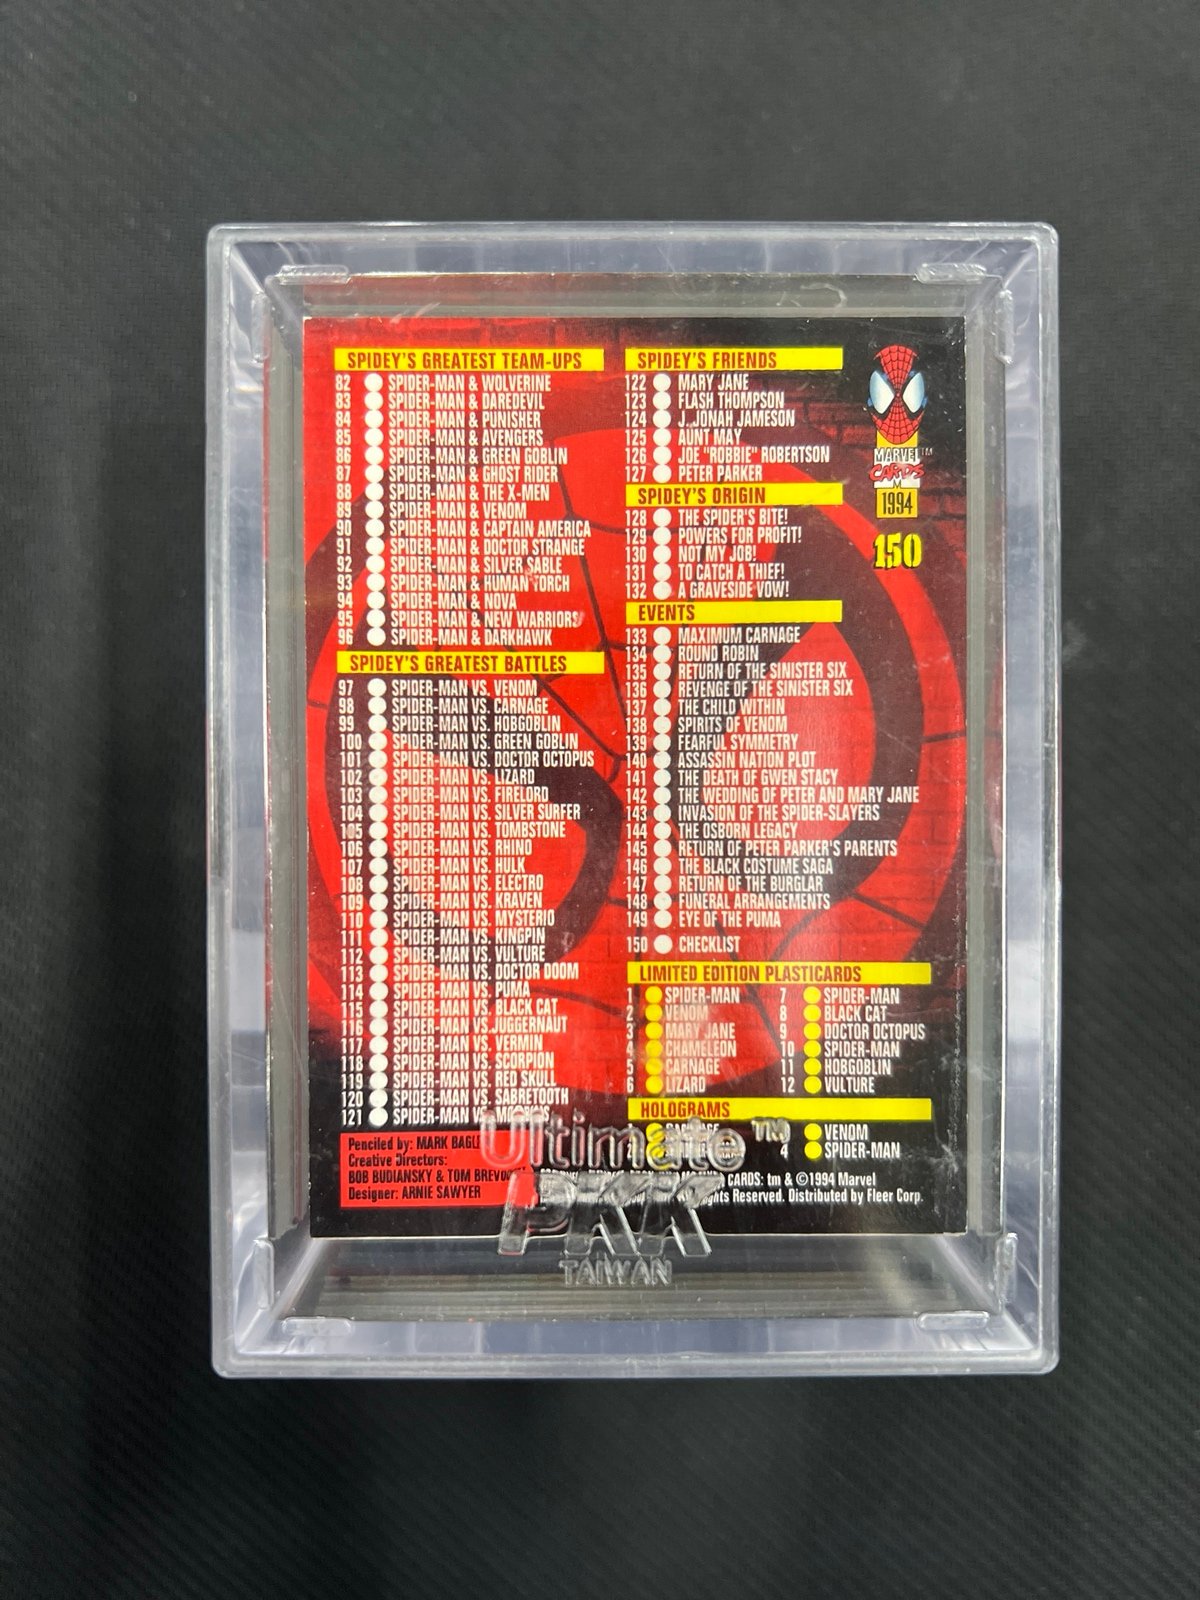 SPIDEY'S GREATEST TEAM-UPS
82 SPIDER-MAN & WOLVERINE
83 SPIDER-MAN & DAREDEVIL
84 SPIDER-MAN & PUNISHER
85 SPIDER-MAN & AVENGERS
86 SPIDER-MAN & GREEN GOBLIN
87 SPIDER-MAN & GHOST RIDER
88 SPIDER-MAN & THE X-MEN
89 SPIDER-MAN & VENOM
90 SPIDER-MAN & CAPTAIN AMERICA
91 SPIDER-MAN & DOCTOR STRANGE
92 SPIDER-MAN & SILVER SABLE
93 SPIDER-MAN & HUMAN TORCH
94 SPIDER-MAN & NOVA
95 SPIDER-MAN & NEW WARRIORS
96 SPIDER-MAN & DARKHAWK
SPIDEY'S GREATEST BATTLES
97 SPIDER-MAN VS. VENOM
98 SPIDER-MAN VS. CARNAGE
99 SPIDER-MAN VS. HOBGOBLIN
100 SPIDER-MAN VS. GREEN GOBLIN
101 SPIDER-MAN VS. DOCTOR OCTOPUS
102 SPIDER-MAN VS. LIZARD
103 SPIDER-MAN VS. FIRELORD
104 SPIDER-MAN VS. SILVER SURFER
105 SPIDER-MAN VS. TOMBSTONE
106 SPIDER-MAN VS. RHINO
107 SPIDER-MAN VS. HULK
108 SPIDER-MAN VS. ELECTRO
109 SPIDER-MAN VS. KRAVEN
110 SPIDER-MAN VS. MYSTERIO
111 SPIDER-MAN VS. KINGPIN
112 SPIDER-MAN VS. VULTURE
113 SPIDER-MAN VS. DOCTOR DOOM
114 SPIDER-MAN VS. PUMA
115 SPIDER-MAN VS. BLACK CAT
116 SPIDER-MAN VS. JUGGERNAUT
117 SPIDER-MAN VS. VERMIN
118 SPIDER-MAN VS. SCORPION
119 SPIDER-MAN VS. RED SKULL
120 SPIDER-MAN VS. SABRETOOTH
121 SPIDER-MAN
Penciled by: MARK
Creative Directors:
BOB BUDIANSKY & TOM
Designer: ARNIE SAWYER
SPIDEY'S FRIENDS
122 MARY JANE
123 FLASH THOMPSON
124 J. JONAH JAMESON
125 AUNT MAY
126 JOE "ROBBIE" ROBERTSON
127 PETER PARKER
SPIDEY'S ORIGIN
128 THE SPIDER'S BITE!
129 POWERS FOR PROFIT!
130 NOT MY JOB!
131 TO CATCH A THIEF!
132 A GRAVESIDE VOW!
EVENTS
133 MAXIMUM CARNAGE
134 ROUND ROBIN
135 RETURN OF THE SINISTER SIX
136 REVENGE OF THE SINISTER SIX
137 THE CHILD WITHIN
138 SPIRITS OF VENOM
139 FEARFUL SYMMETRY
140 ASSASSIN NATION PLOT
141 THE DEATH OF GWEN STACY
142 THE WEDDING OF PETER AND MARY JANE
143 INVASION OF THE SPIDER-SLAYERS
144 THE OSBORN LEGACY
145 RETURN OF PETER PARKER'S PARENTS
146 THE BLACK COSTUME SAGA
147 RETURN OF THE BURGLAR
148 FUNERAL ARRANGEMENTS
149 EYE OF THE PUMA
150 CHECKLIST
LIMITED EDITION PLASTICARDS
1 SPIDER-MAN 7 SPIDER-MAN
2 VENOM 8 BLACK CAT
3 MARY JANE 9 DOCTOR OCTOPUS
4 CHAMELEON 10 SPIDER-MAN
5 CARNAGE 11 HOBGOBLIN
6 LIZARD 12 VULTURE
HOLOGRAMS
VENOM
2 4 SPIDER-MAN
CARDS: tm & ©1994 Marvel
Rights Reserved. Distributed by Fleer Corp.
MARVEL™
CARDS
M
1994
150
Ultimate™
PAK
TAIWAN